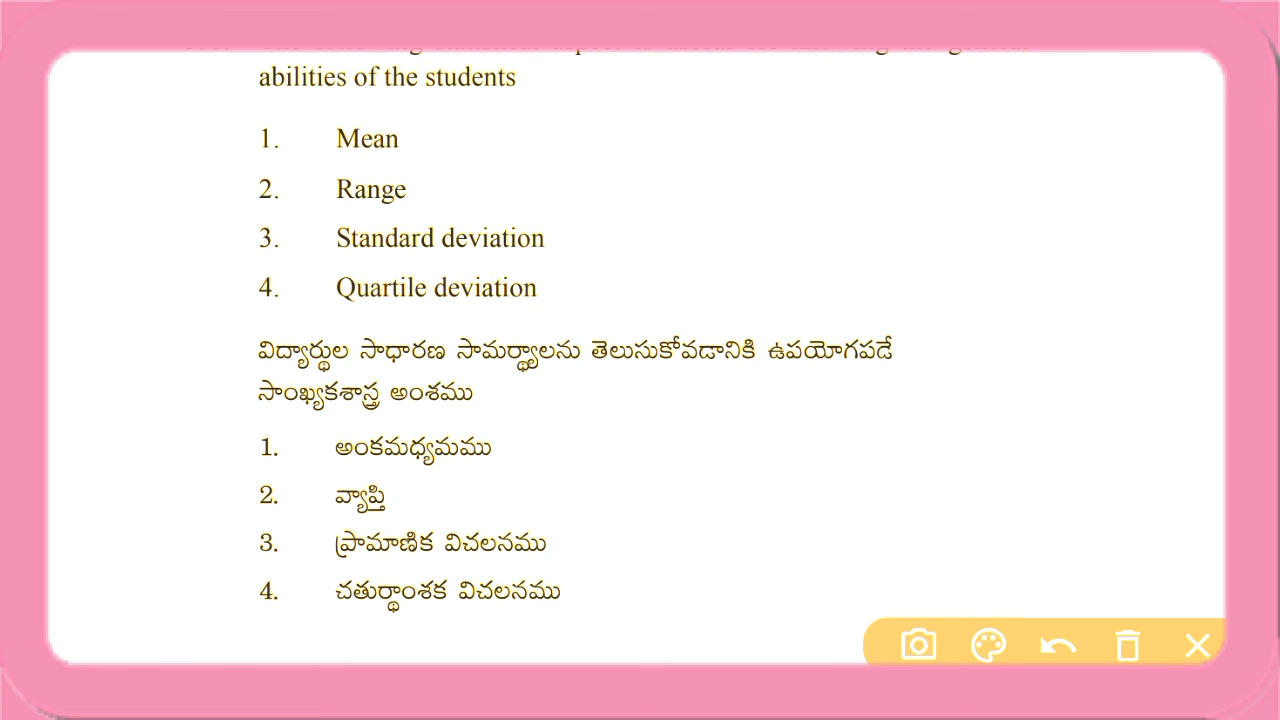 abilities of the students
1. Mean
2. Range
3. Standard deviation
4. Quartile deviation
విద్యార్థుల సాధారణ సామర్థ్యాలను తెలుసుకోవడానికి ఉపయోగపడే
సాంఖ్యకశాస్త్ర అంశము
1. అంకమధ్యమము
2. వ్యాప్తి
3. ప్రామాణిక విచలనము
4. చతుర్థాంశక విచలనము